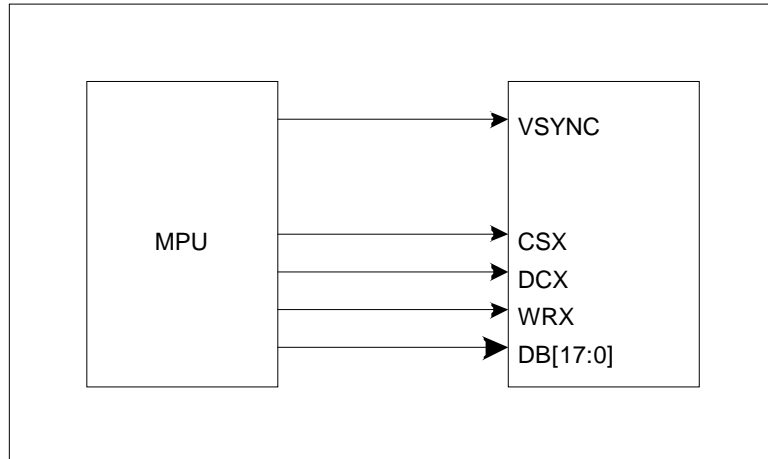 VSYNC
MPU
CSX
DCX
WRX
DB[17:0]